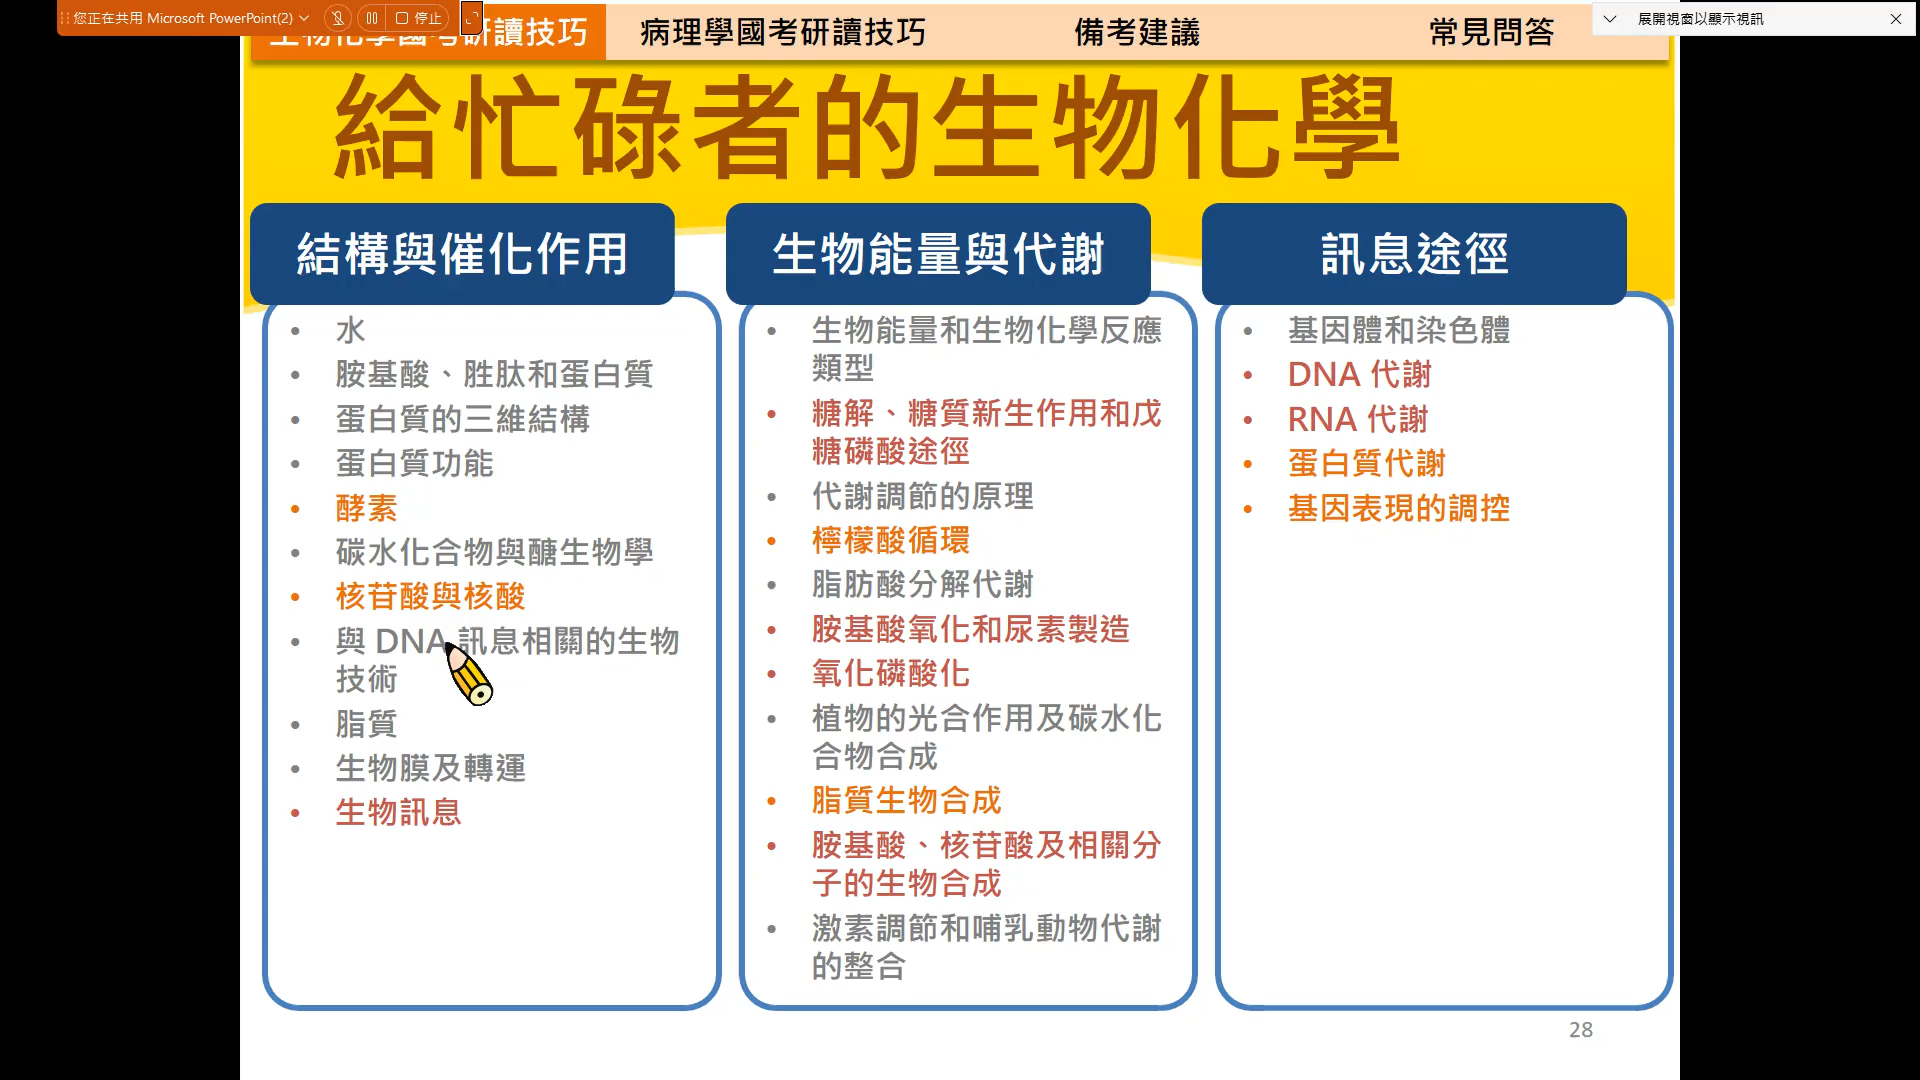 您正在共用 Microsoft PowerPoint(2)
停止
展開視窗以顯示視訊
生物化學國考研讀技巧
病理學國考研讀技巧
備考建議
常見問答
給忙碌者的生物化學
結構與催化作用
• 水
• 胺基酸、胜肽和蛋白質
• 蛋白質的三維結構
• 蛋白質功能
• 酵素
• 碳水化合物與醣生物學
• 核苷酸與核酸
• 與 DNA 訊息相關的生物
技術
• 脂質
• 生物膜及轉運
• 生物訊息
生物能量與代謝
• 生物能量和生物化學反應
類型
• 糖解、糖質新生作用和戊
糖磷酸途徑
• 代謝調節的原理
• 檸檬酸循環
• 脂肪酸分解代謝
• 胺基酸氧化和尿素製造
• 氧化磷酸化
• 植物的光合作用及碳水化
合物合成
• 脂質生物合成
• 胺基酸、核苷酸及相關分
子的生物合成
• 激素調節和哺乳動物代謝
的整合
訊息途徑
• 基因體和染色體
• DNA 代謝
• RNA 代謝
• 蛋白質代謝
• 基因表現的調控
28